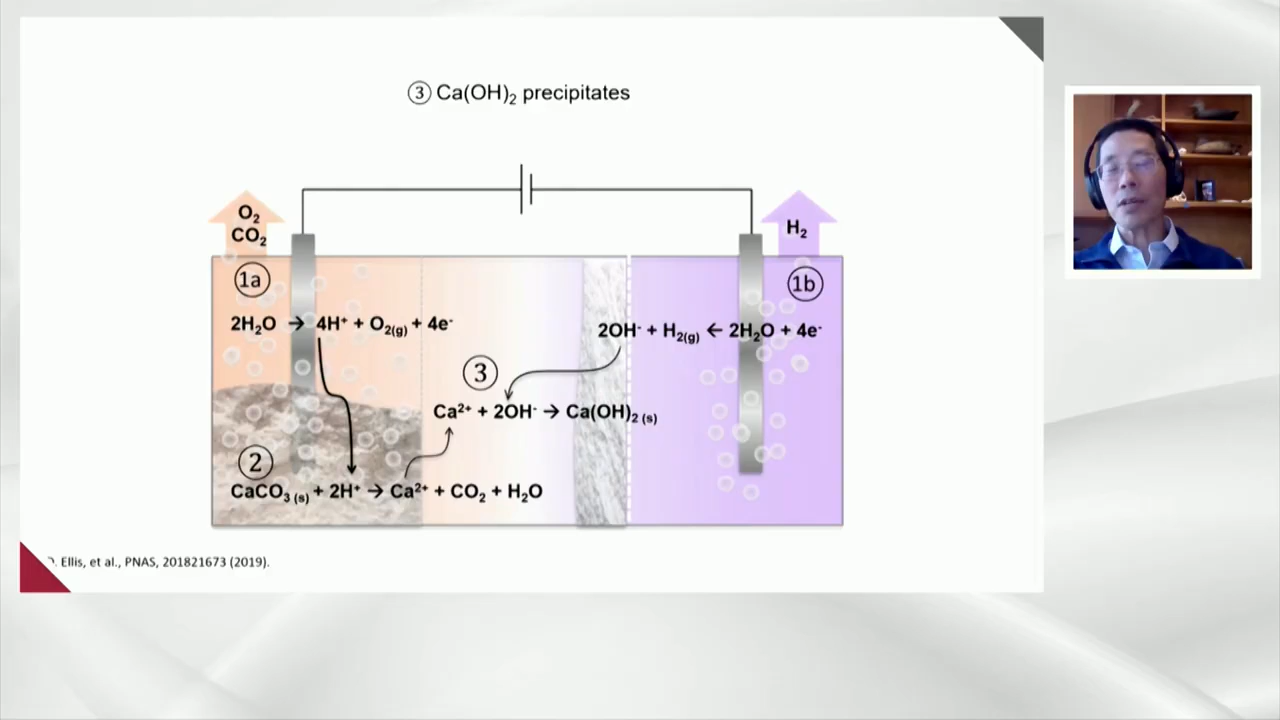 ③ Ca(OH)₂ precipitates
O₂
CO₂
H₂
1a
1b
2H₂O → 4H⁺ + O₂(g) + 4e⁻
2OH⁻ + H₂(g) ← 2H₂O + 4e⁻
③
Ca²⁺ + 2OH⁻ → Ca(OH)₂ (s)
②
CaCO₃ (s) + 2H⁺ → Ca²⁺ + CO₂ + H₂O
Ellis, et al., PNAS, 201821673 (2019).